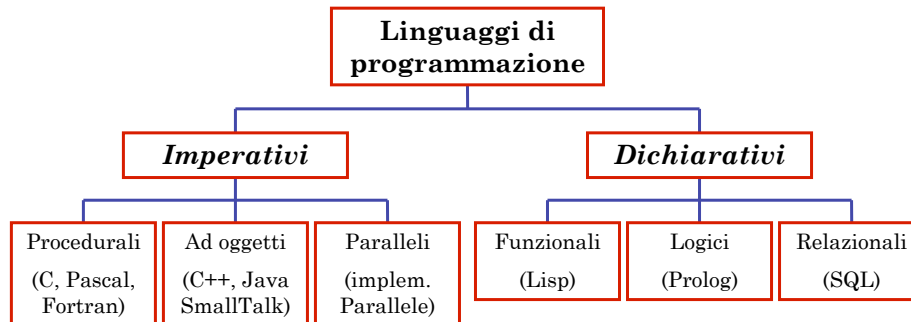 Linguaggi di
programmazione
Imperativi
Dichiarativi
Procedurali
(C, Pascal,
Fortran)
Ad oggetti
(C++, Java
SmallTalk)
Paralleli
(implem.
Parallele)
Funzionali
(Lisp)
Logici
(Prolog)
Relazionali
(SQL)